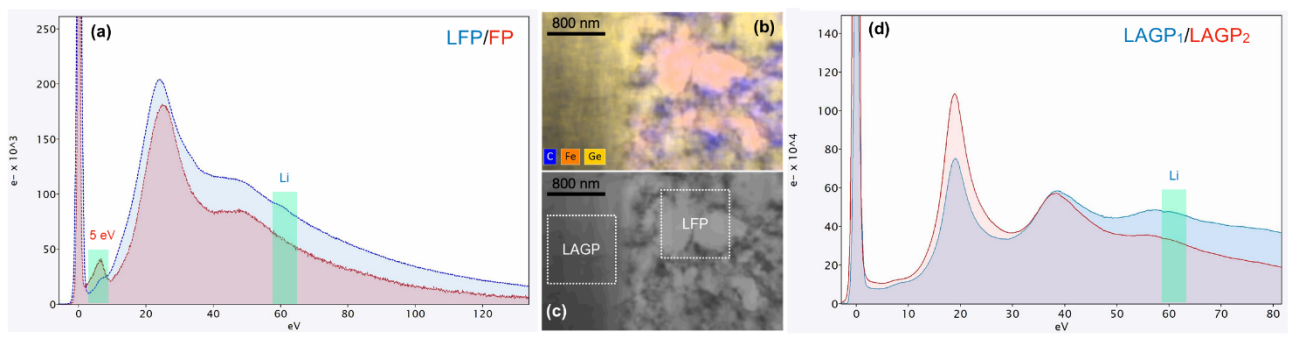 (a)
LFP/FP
250
200
150
100
50
0
e- x 10^3
5 eV
Li
0 20 40 60 80 100 120
eV
800 nm (b)
C Fe Ge
800 nm
LFP
LAGP
(c)
(d)
LAGP₁/LAGP₂
140
120
100
80
60
40
20
0
e- x 10^4
Li
0 10 20 30 40 50 60 70 80
eV